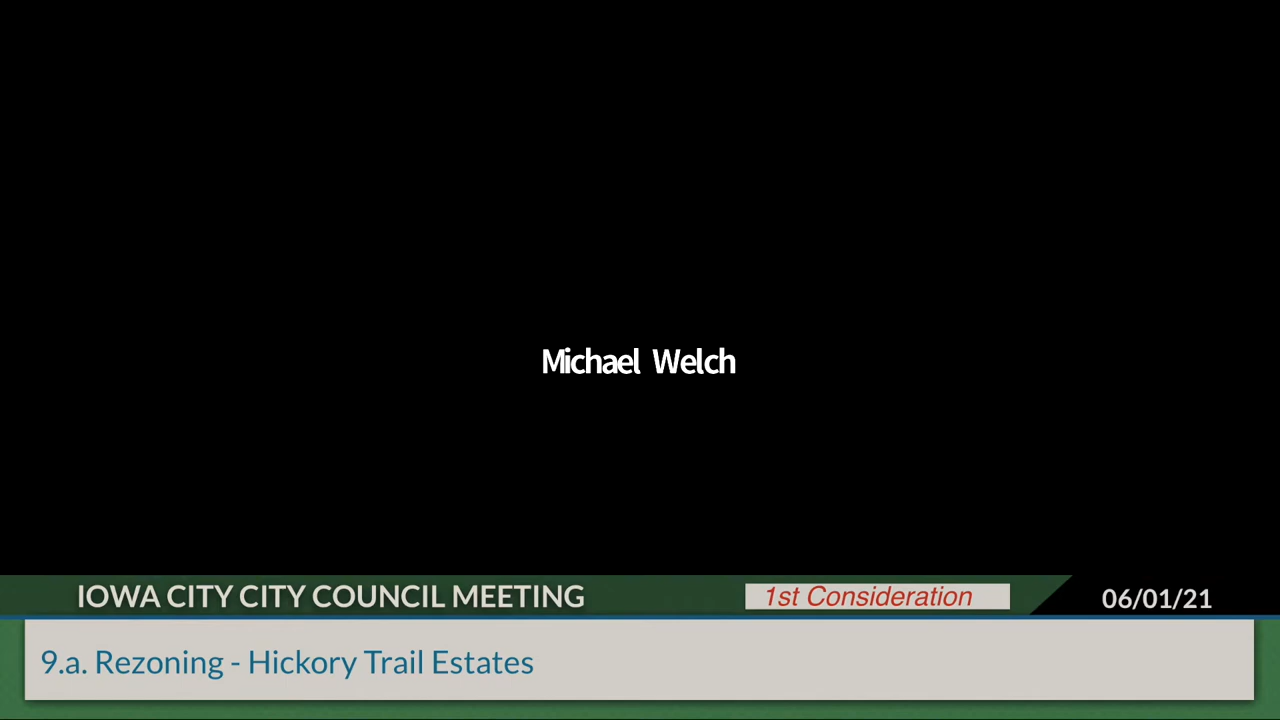 Michael Welch
IOWA CITY CITY COUNCIL MEETING
1st Consideration
06/01/21
9.a. Rezoning - Hickory Trail Estates